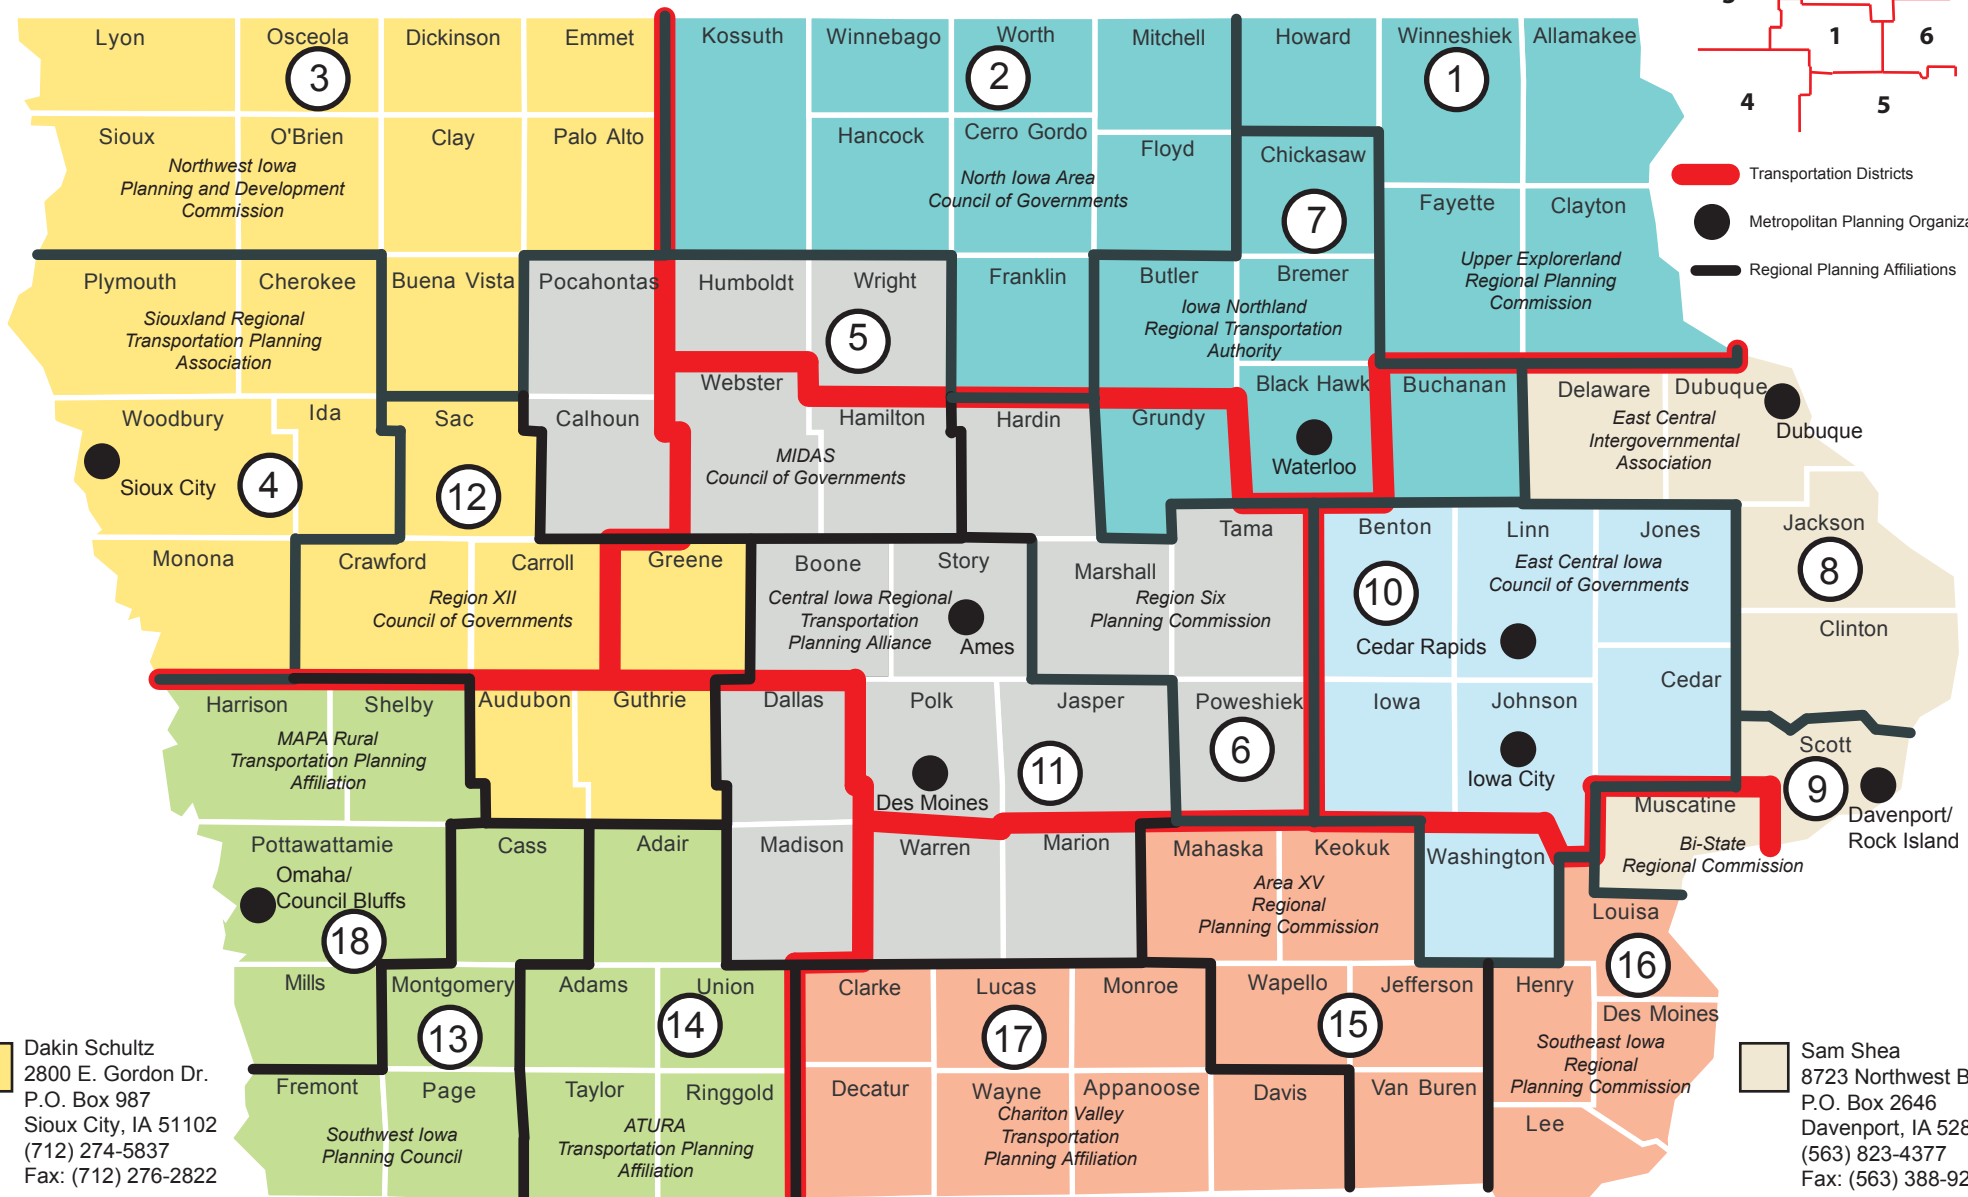 Lyon
Osceola
Dickinson
Emmet
Kossuth
Winnebago
Worth
Mitchell
Howard
Winneshiek
Allamakee
3
2
1
1
6
4
5
Sioux
O'Brien
Clay
Palo Alto
Hancock
Cerro Gordo
Floyd
Chickasaw
Transportation Districts
Northwest Iowa
Planning and Development
Commission
North Iowa Area
Council of Governments
7
Fayette
Clayton
Metropolitan Planning
Regional Planning Affiliations
Plymouth
Cherokee
Buena Vista
Pocahontas
Humboldt
Wright
Franklin
Butler
Bremer
Upper Explorerland
Regional Planning
Commission
Siouxland Regional
Transportation Planning
Association
5
Iowa Northland
Regional Transportation
Authority
Woodbury
Ida
Sac
Calhoun
Webster
Hamilton
Hardin
Grundy
Black Hawk
Buchanan
Delaware
Dubuque
East Central
Intergovernmental
Association
Dubuque
Sioux City
4
12
MIDAS
Council of Governments
Waterloo
Monona
Crawford
Carroll
Greene
Boone
Story
Marshall
Tama
Benton
Linn
Jones
Jackson
Region XII
Council of Governments
Central Iowa Regional
Transportation
Planning Alliance
Ames
Region Six
Planning Commission
10
East Central Iowa
Council of Governments
Cedar Rapids
8
Clinton
Harrison
Shelby
Audubon
Guthrie
Dallas
Polk
Jasper
Poweshiek
Iowa
Johnson
Cedar
MAPA Rural
Transportation Planning
Affiliation
Des Moines
11
6
Iowa City
Scott
9
Davenport/
Rock Island
Muscatine
Bi-State
Regional Commission
Pottawattamie
Omaha/
Council Bluffs
18
Cass
Adair
Madison
Warren
Marion
Mahaska
Keokuk
Washington
Area XV
Regional
Planning Commission
Louisa
16
Mills
Montgomery
13
Adams
Union
14
Clarke
Lucas
17
Monroe
Wapello
15
Jefferson
Henry
Des Moines
Southeast Iowa
Regional
Planning Commission
Fremont
Page
Southwest Iowa
Planning Council
Taylor
Ringgold
ATURA
Transportation Planning
Affiliation
Decatur
Wayne
Appanoose
Chariton Valley
Transportation
Planning Affiliation
Davis
Van Buren
Lee
Dakin Schultz
2800 E. Gordon Dr.
P.O. Box 987
Sioux City, IA 51102
(712) 274-5837
Fax: (712) 276-2822
Sam Shea
8723 Northwest
P.O. Box 2646
Davenport, IA 528
(563) 823-4377
Fax: (563) 388-92